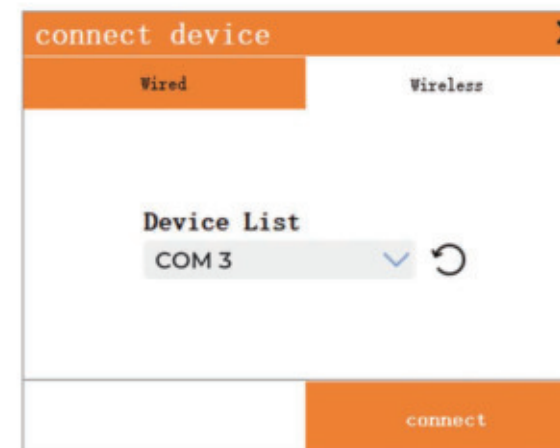 connect device
Wired Wireless
Device List
COM 3
connect